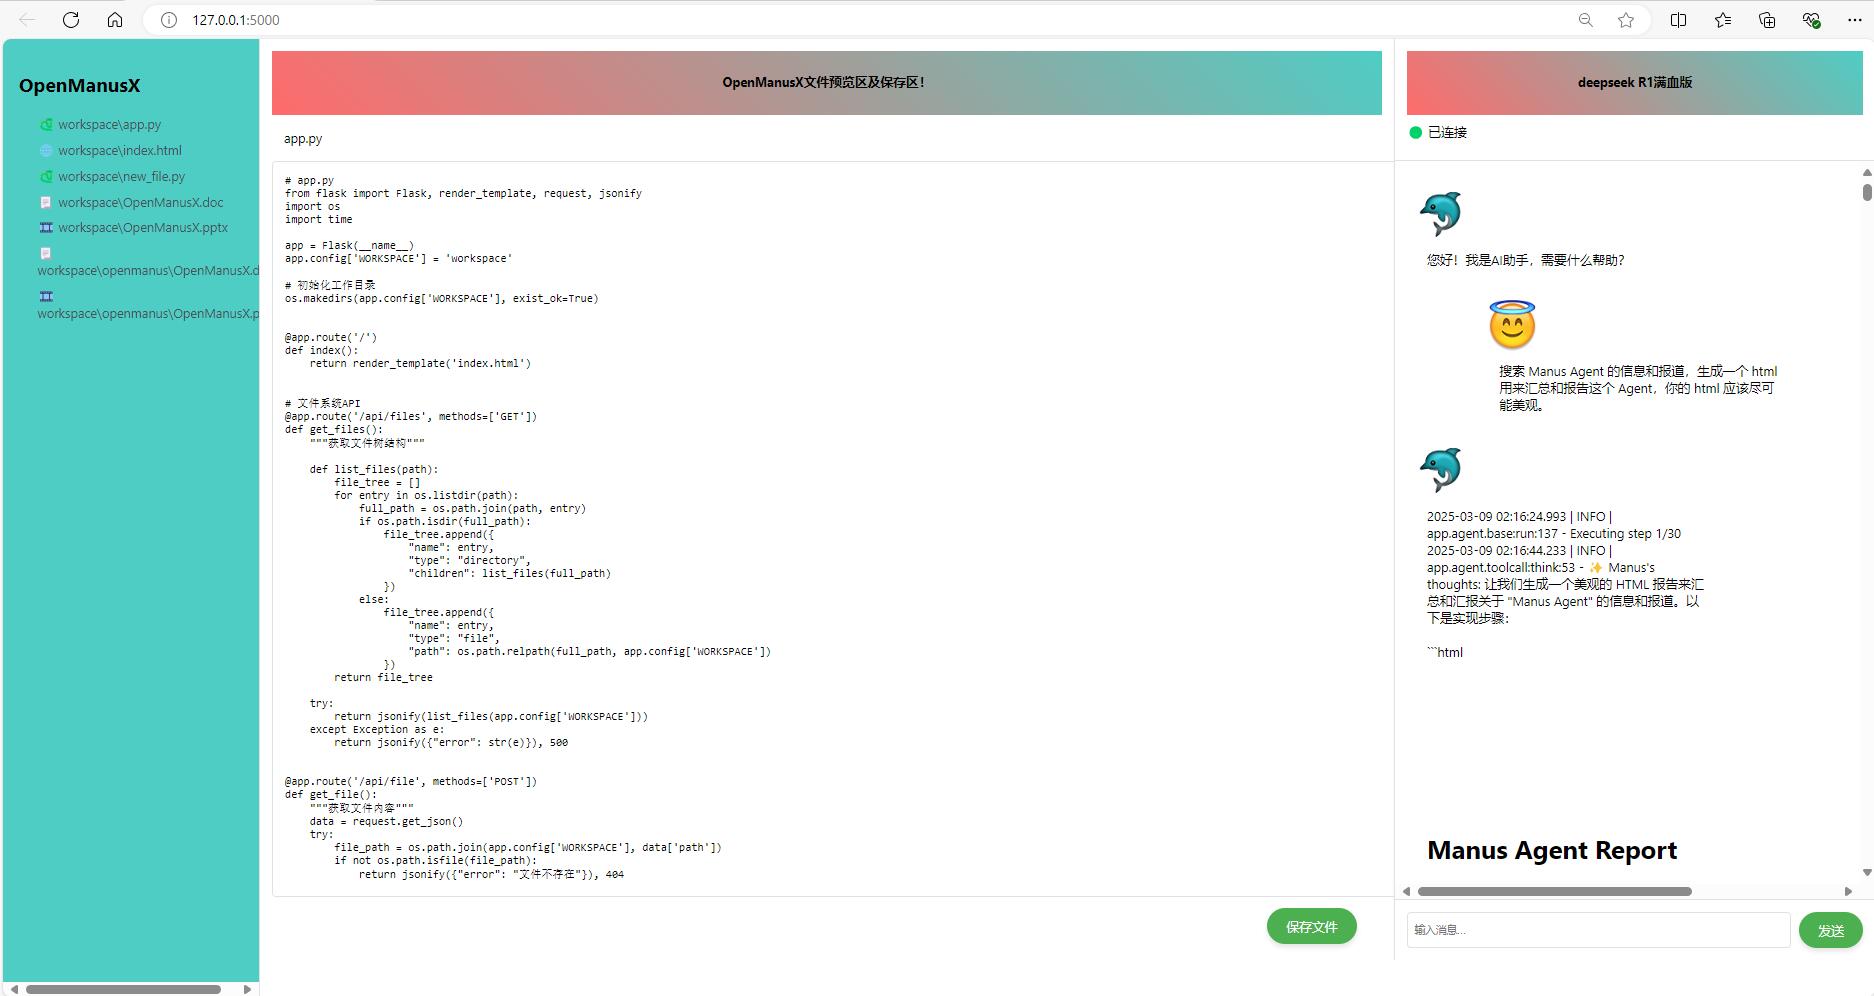 127.0.0.1:5000
OpenManusX
workspace\app.py
workspace\index.html
workspace\new_file.py
workspace\OpenManusX.doc
workspace\OpenManusX.pptx
workspace\openmanus\OpenManusX.d
workspace\openmanus\OpenManusX.p
OpenManusX文件预览区及保存区!
app.py
# app.py
from flask import Flask, render_template, request, jsonify
import os
import time
app = Flask(__name__)
app.config['WORKSPACE'] = 'workspace'
# 初始化工作目录
os.makedirs(app.config['WORKSPACE'], exist_ok=True)
@app.route('/')
def index():
    return render_template('index.html')
# 文件系统API
@app.route('/api/files', methods=['GET'])
def get_files():
    """获取文件树结构"""
    def list_files(path):
        file_tree = []
        for entry in os.listdir(path):
            full_path = os.path.join(path, entry)
            if os.path.isdir(full_path):
                file_tree.append({
                    "name": entry,
                    "type": "directory",
                    "children": list_files(full_path)
                })
            else:
                file_tree.append({
                    "name": entry,
                    "type": "file",
                    "path": os.path.relpath(full_path, app.config['WORKSPACE'])
                })
        return file_tree
    try:
        return jsonify(list_files(app.config['WORKSPACE']))
    except Exception as e:
        return jsonify({"error": str(e)}), 500
@app.route('/api/file', methods=['POST'])
def get_file():
    """获取文件内容"""
    data = request.get_json()
    try:
        file_path = os.path.join(app.config['WORKSPACE'], data['path'])
        if not os.path.isfile(file_path):
            return jsonify({"error": "文件不存在"}), 404
保存文件
deepseek R1满血版
已连接
您好！我是AI助手，需要什么帮助？
搜索 Manus Agent 的信息和报道，生成一个 html
用来汇总和报告这个 Agent，你的 html 应该尽可
能美观。
2025-03-09 02:16:24.993 | INFO |
app.agent.base:run:137 - Executing step 1/30
2025-03-09 02:16:44.233 | INFO |
app.agent.toolcall:think:53 - ✨ Manus's
thoughts: 让我们生成一个美观的 HTML 报告来汇
总和汇报关于 "Manus Agent" 的信息和报道。以
下是实现步骤：
```html
Manus Agent Report
输入消息...
发送